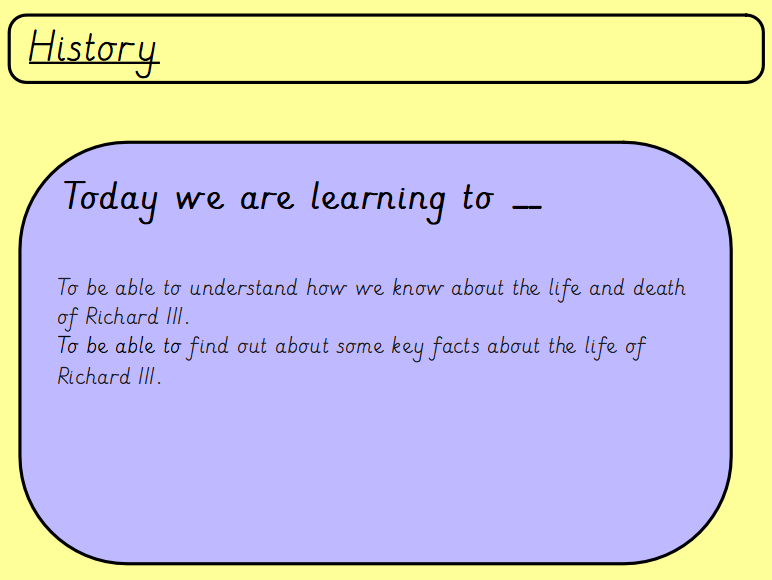 History
Today we are learning to __
To be able to understand how we know about the life and death
of Richard III.
To be able to find out about some key facts about the life of
Richard III.